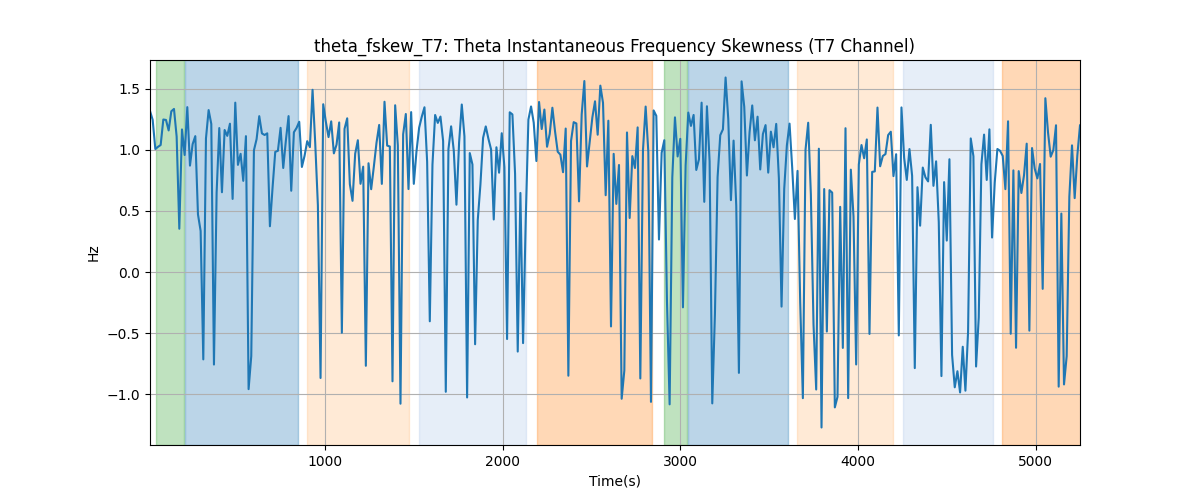 theta_fskew_T7: Theta Instantaneous Frequency Skewness (T7 Channel)
1.5
1.0
0.5
0.0
−0.5
−1.0
Hz
1000 2000 3000 4000 5000
Time(s)